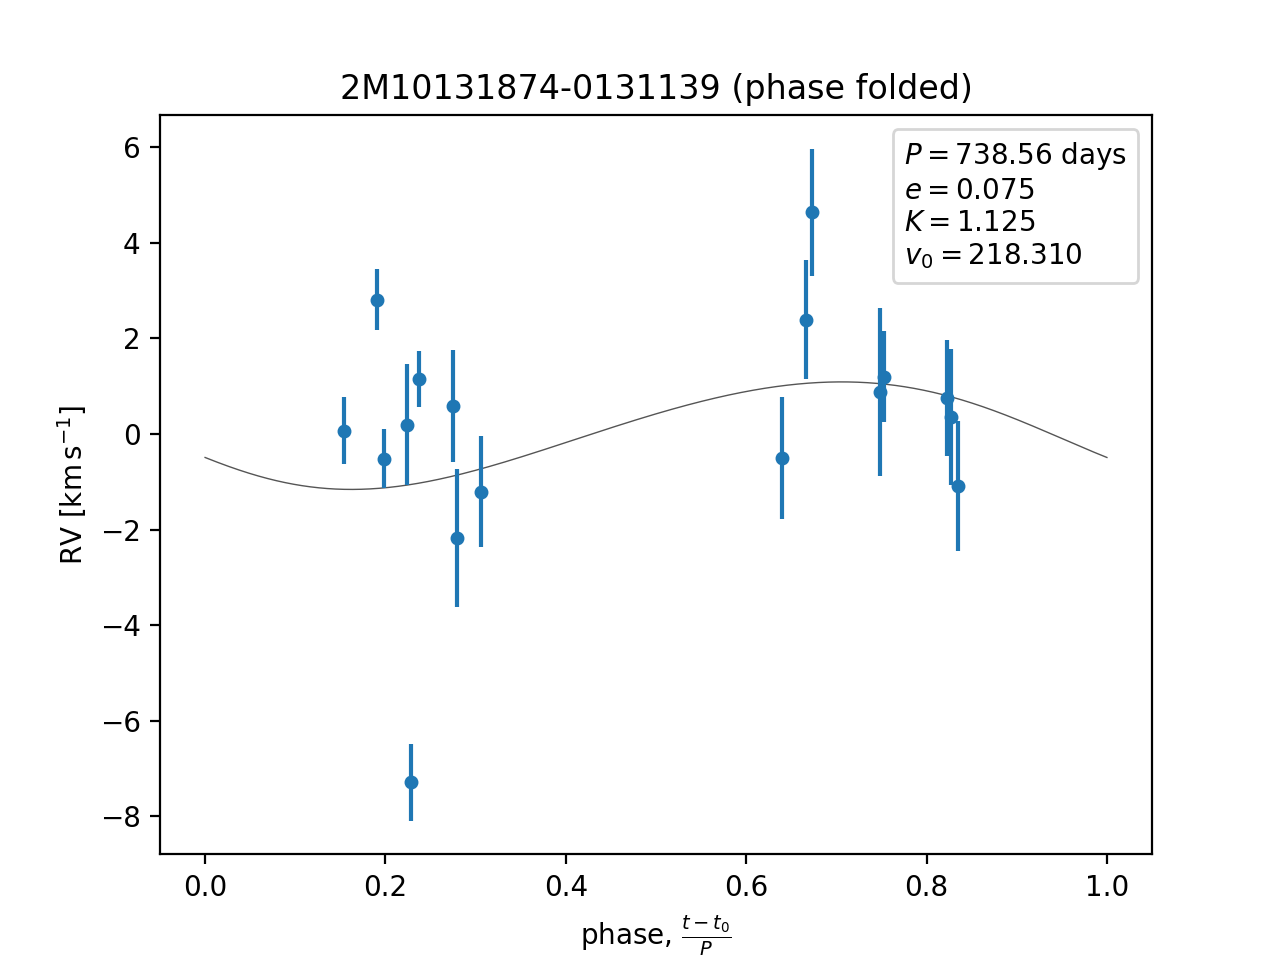 2M10131874-0131139 (phase folded)
P = 738.56 days
e = 0.075
K = 1.125
v₀ = 218.310
RV [km s⁻¹]
6
4
2
0
−2
−4
−6
−8
0.0 0.2 0.4 0.6 0.8 1.0
phase, (t − t₀)/P